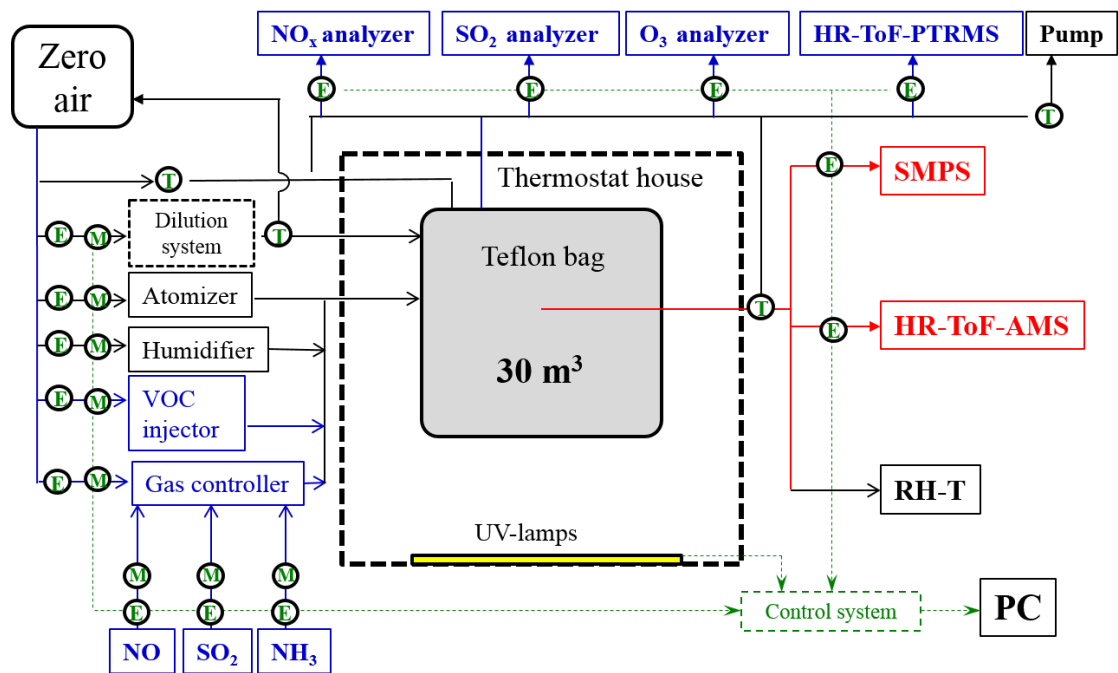 NOx analyzer
SO2 analyzer
O3 analyzer
HR-ToF-PTRMS
Pump
Zero
air
E
E
E
E
T
Thermostat house
E
SMPS
T
E
M
Dilution
system
T
Teflon bag
E
M
Atomizer
T
E
HR-ToF-AMS
E
M
Humidifier
30 m³
E
M
VOC
injector
E
M
Gas controller
RH-T
UV-lamps
M
M
M
E
E
E
Control system
PC
NO
SO2
NH3